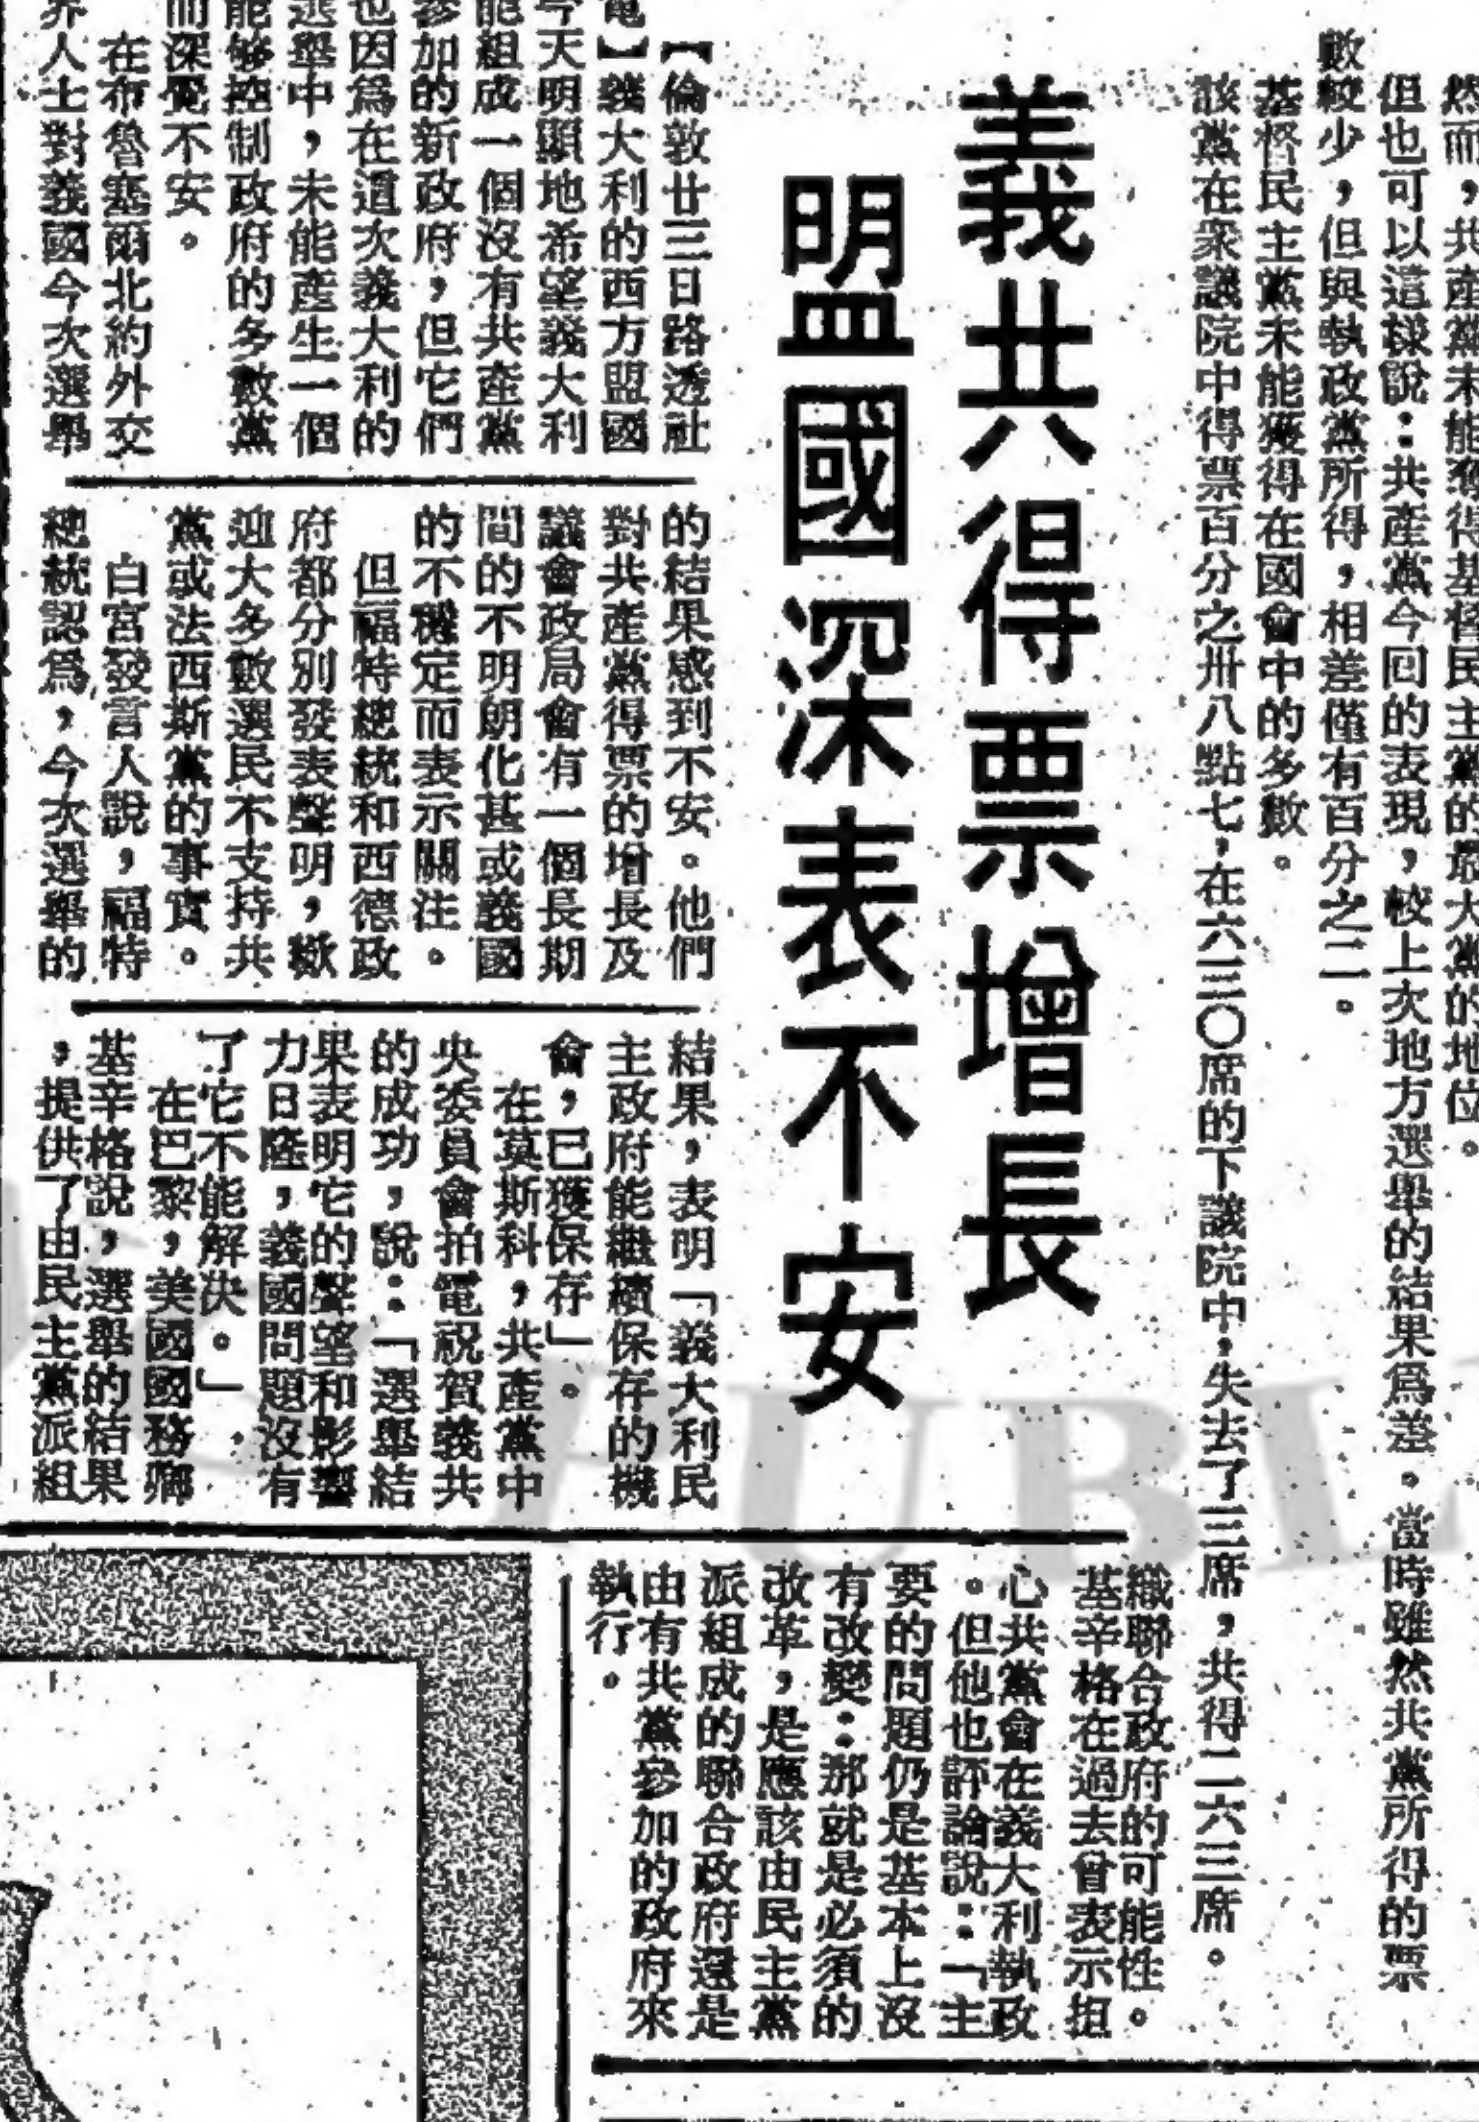 然而，共產黨未能獲得基督民主黨的最大黨的地位。
但也可以這樣說：共產黨今回的表現，較上次地方選舉的結果爲差。當時雖然共黨所得的票
數較少，但與執政黨所得，相差僅有百分之二。
基督民主黨未能獲得在國會中的多數。
該黨在衆議院中得票百分之卅八點七，在六三〇席的下議院中，失去了三席，共得二六三席。
義共得票增長
盟國深表不安
【倫敦廿三日路透社
電】義大利的西方盟國
今天明顯地希望義大利
能組成一個沒有共產黨
參加的新政府，但它們
也因爲在這次義大利的
選舉中，未能產生一個
能够控制政府的多數黨
而深覺不安。
在布魯塞爾北約外交
界人士對義國今次選舉
的結果感到不安。他們
對共產黨得票的增長及
議會政局會有一個長期
間的不明朗化甚或義國
的不穩定而表示關注。
但福特總統和西德政
府都分別發表聲明，歡
迎大多數選民不支持共
黨或法西斯黨的事實。
白宮發言人說，福特
總統認爲，今次選舉的
結果，表明「義大利民
主政府能繼續保存的機
會，已獲保存」。
在莫斯科，共產黨中
央委員會拍電祝賀義共
的成功，說：「選舉結
果表明它的聲望和影響
力日隆，義國問題沒有
了它不能解决。」，
在巴黎，美國國務卿
基辛格說，選舉的結果
，提供了由民主黨派組
織聯合政府的可能性。
基辛格在過去曾表示担
心共黨會在義大利執政
。但他也評論說：「主
要的問題仍是基本上沒
有改變：那就是必須的
改革，是應該由民主黨
派組成的聯合政府還是
由有共黨參加的政府來
執行。
PUBL